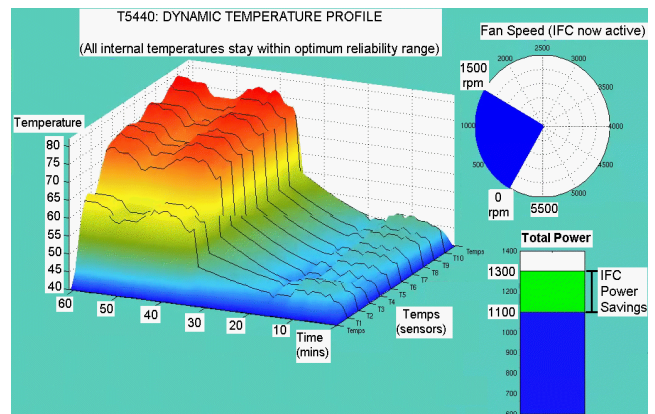 T5440: DYNAMIC TEMPERATURE PROFILE
(All internal temperatures stay within optimum reliability range)
Temperature
80
75
70
65
60
55
50
45
40
60
50
40
30
20
10
Time
(mins)
Temps
T1
T2
T3
T4
T5
T6
T7
T8
T9
T10
Temps
Temps
(sensors)
Fan Speed (IFC now active)
2500
2000
3000
1500
rpm
3500
1000
4000
500
4500
0
rpm
5000
5500
Total Power
1400
1300
1100
1000
900
800
700
600
IFC
Power
Savings